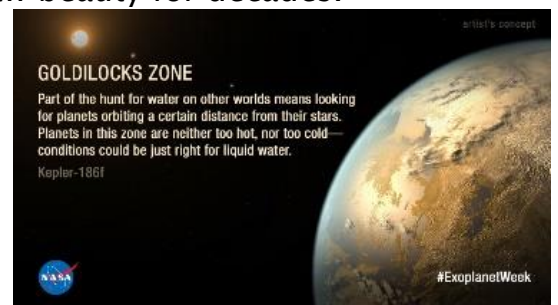 beauty for decades.
artist's concept
GOLDILOCKS ZONE
Part of the hunt for water on other worlds means looking
for planets orbiting a certain distance from their stars.
Planets in this zone are neither too hot, nor too cold—
conditions could be just right for liquid water.
Kepler-186f
NASA
#ExoplanetWeek